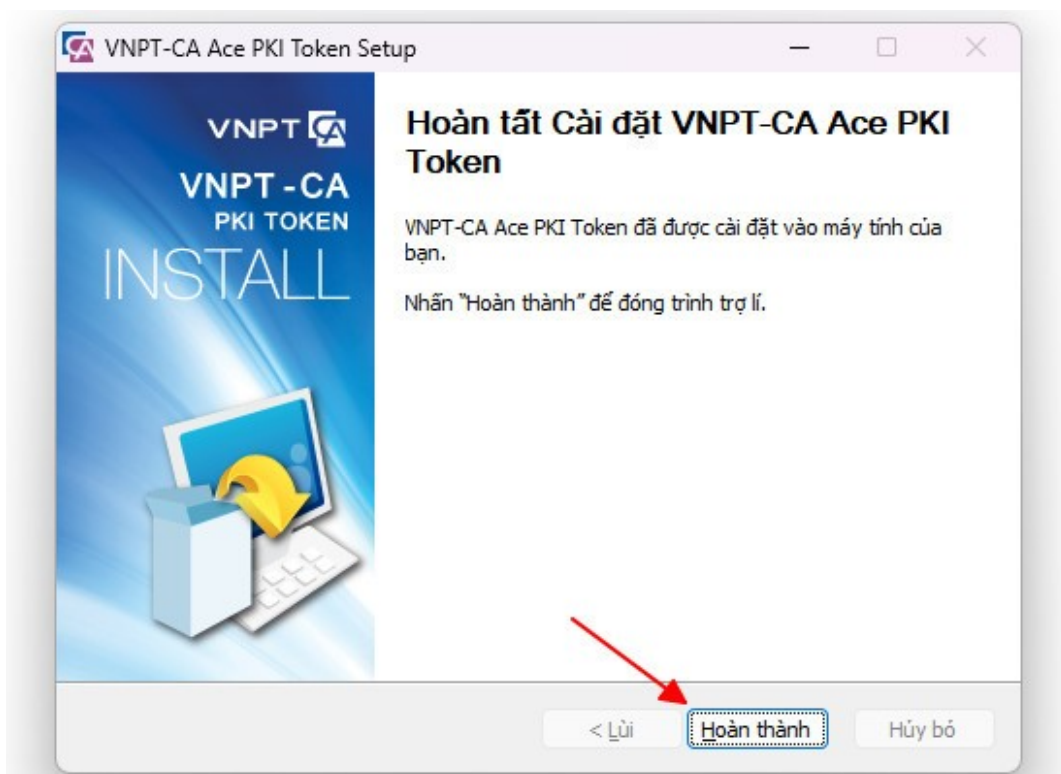 VNPT-CA Ace PKI Token Setup
VNPT
VNPT-CA
PKI TOKEN
INSTALL
Hoàn tất Cài đặt VNPT-CA Ace PKI
Token
VNPT-CA Ace PKI Token đã được cài đặt vào máy tính của
bạn.
Nhấn "Hoàn thành" để đóng trình trợ lí.
< Lùi
Hoàn thành
Hủy bỏ